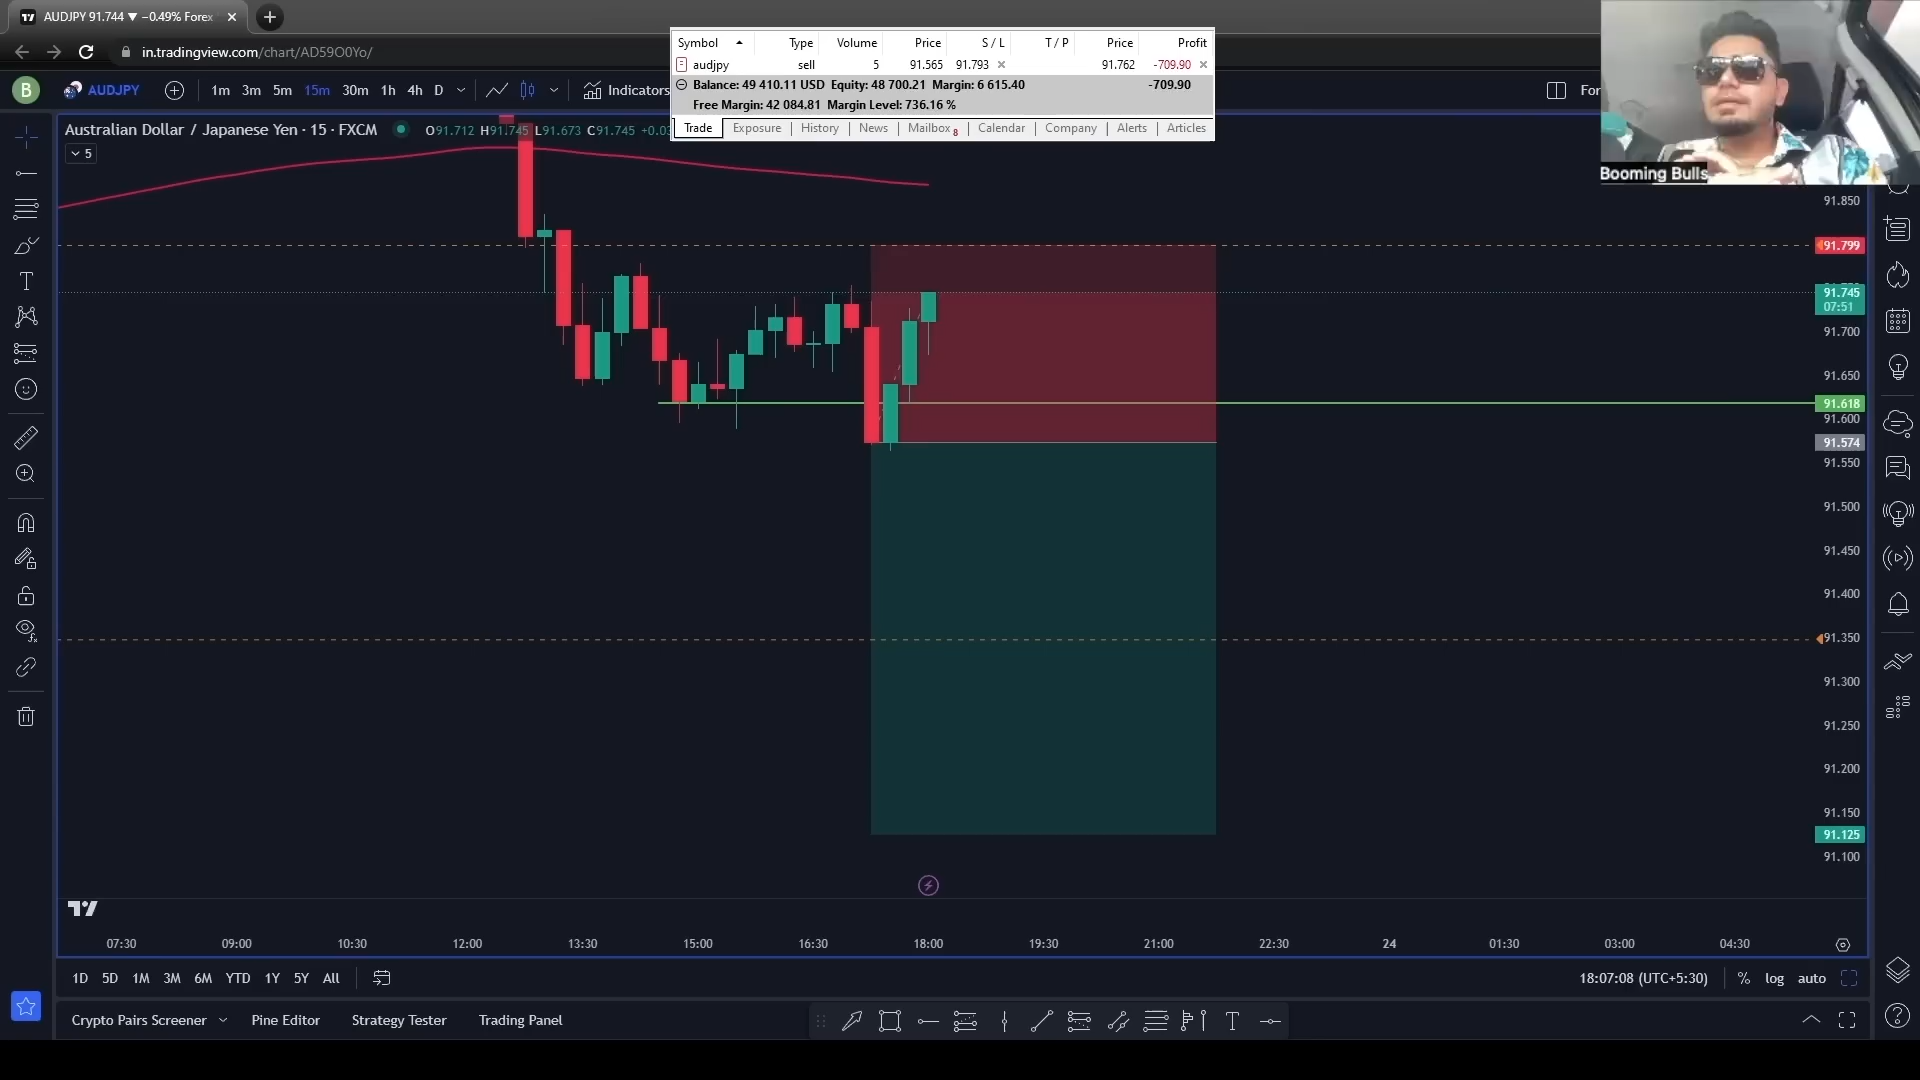 AUDJPY 91.744 ▼ −0.49% Forex
in.tradingview.com/chart/AD59O0Yo/
B AUDJPY 1m 3m 5m 15m 30m 1h 4h D Indicators For
Symbol Type Volume Price S / L T / P Price Profit
audjpy sell 5 91.565 91.793 91.762 -709.90
Balance: 49 410.11 USD Equity: 48 700.21 Margin: 6 615.40 -709.90
Free Margin: 42 084.81 Margin Level: 736.16 %
Trade Exposure History News Mailbox 8 Calendar Company Alerts Articles
Booming Bulls
Australian Dollar / Japanese Yen · 15 · FXCM O91.712 H91.745 L91.673 C91.745 +0.03
5
91.850
91.799
91.745
07:51
91.700
91.650
91.618
91.600
91.574
91.550
91.500
91.450
91.400
91.350
91.300
91.250
91.200
91.150
91.125
91.100
07:30 09:00 10:30 12:00 13:30 15:00 16:30 18:00 19:30 21:00 22:30 24 01:30 03:00 04:30
1D 5D 1M 3M 6M YTD 1Y 5Y All 18:07:08 (UTC+5:30) % log auto
Crypto Pairs Screener Pine Editor Strategy Tester Trading Panel